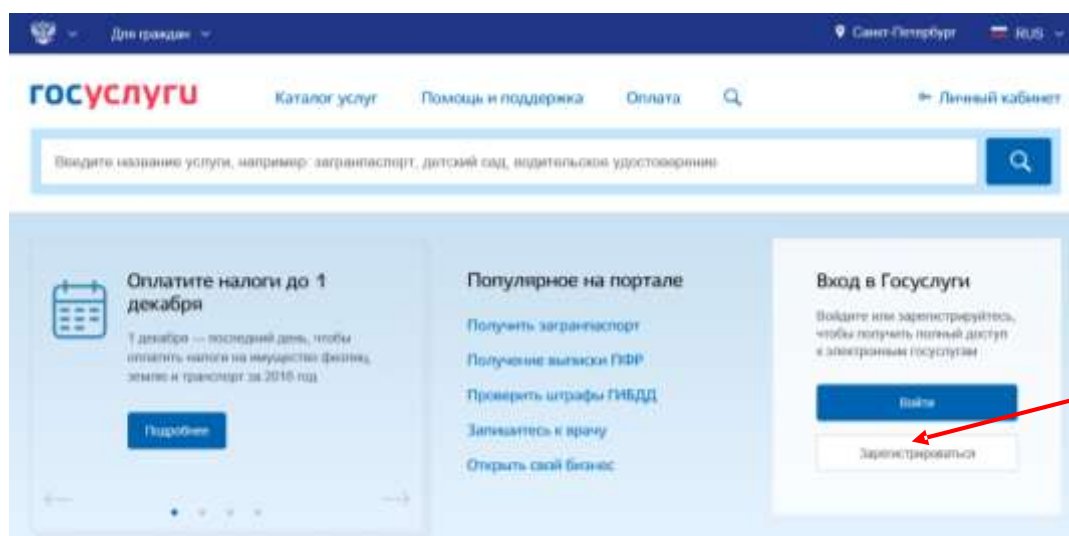 Для граждан
Санкт-Петербург
RUS
госуслуги
Каталог услуг
Помощь и поддержка
Оплата
Личный кабинет
Введите название услуги, например: загранпаспорт, детский сад, водительское удостоверение
Оплатите налоги до 1
декабря
1 декабря — последний день, чтобы
оплатить налоги на имущество физлиц,
землю и транспорт за 2016 год
Подробнее
Популярное на портале
Получить загранпаспорт
Получение выписки ПФР
Проверить штрафы ГИБДД
Запишитесь к врачу
Открыть свой бизнес
Вход в Госуслуги
Войдите или зарегистрируйтесь,
чтобы получить полный доступ
к электронным госуслугам
Войти
Зарегистрироваться